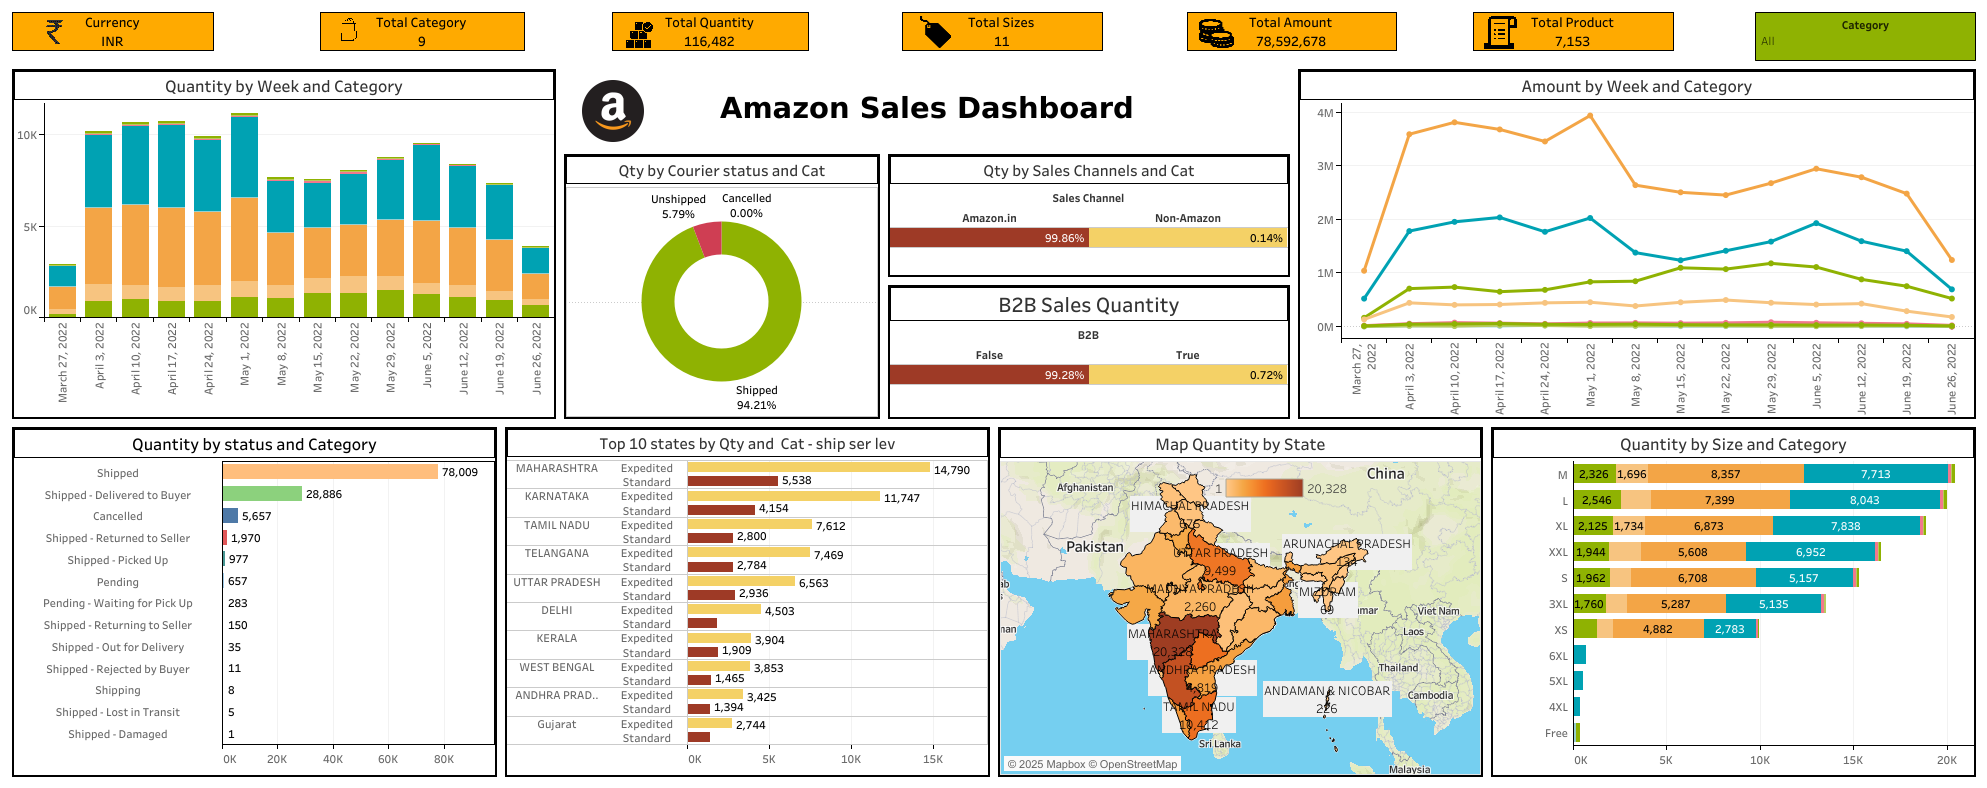 Currency
INR
Total Category
9
Total Quantity
116,482
Total Sizes
11
Total Amount
78,592,678
Total Product
7,153
Category
All
Quantity by Week and Category
10K
5K
0K
March 27, 2022
April 3, 2022
April 10, 2022
April 17, 2022
April 24, 2022
May 1, 2022
May 8, 2022
May 15, 2022
May 22, 2022
May 29, 2022
June 5, 2022
June 12, 2022
June 19, 2022
June 26, 2022
a
Amazon Sales Dashboard
Qty by Courier status and Cat
Unshipped
5.79%
Cancelled
0.00%
Shipped
94.21%
Qty by Sales Channels and Cat
Sales Channel
Amazon.in Non-Amazon
99.86% 0.14%
B2B Sales Quantity
B2B
False True
99.28% 0.72%
Amount by Week and Category
4M
3M
2M
1M
0M
March 27, 2022
April 3, 2022
April 10, 2022
April 17, 2022
April 24, 2022
May 1, 2022
May 8, 2022
May 15, 2022
May 22, 2022
May 29, 2022
June 5, 2022
June 12, 2022
June 19, 2022
June 26, 2022
Quantity by status and Category
Shipped 78,009
Shipped - Delivered to Buyer 28,886
Cancelled 5,657
Shipped - Returned to Seller 1,970
Shipped - Picked Up 977
Pending 657
Pending - Waiting for Pick Up 283
Shipped - Returning to Seller 150
Shipped - Out for Delivery 35
Shipped - Rejected by Buyer 11
Shipping 8
Shipped - Lost in Transit 5
Shipped - Damaged 1
0K 20K 40K 60K 80K
Top 10 states by Qty and Cat - ship ser lev
MAHARASHTRA Expedited 14,790
Standard 5,538
KARNATAKA Expedited 11,747
Standard 4,154
TAMIL NADU Expedited 7,612
Standard 2,800
TELANGANA Expedited 7,469
Standard 2,784
UTTAR PRADESH Expedited 6,563
Standard 2,936
DELHI Expedited 4,503
Standard
KERALA Expedited 3,904
Standard 1,909
WEST BENGAL Expedited 3,853
Standard 1,465
ANDHRA PRAD.. Expedited 3,425
Standard 1,394
Gujarat Expedited 2,744
Standard
0K 5K 10K 15K
Map Quantity by State
China
1 20,328
Afghanistan
HIMACHAL PRADESH
Pakistan
UTTAR PRADESH
9,499
ARUNACHAL PRADESH
MADHYA PRADESH
2,260
MIZORAM
69
Viet Nam
Laos
MAHARASHTRA
20,328
ANDHRA PRADESH
Thailand
ANDAMAN & NICOBAR
226
Cambodia
TAMIL NADU
10,412
Sri Lanka
© 2025 Mapbox © OpenStreetMap
Malaysia
Quantity by Size and Category
M 2,326 1,696 8,357 7,713
L 2,546 7,399 8,043
XL 2,125 1,734 6,873 7,838
XXL 1,944 5,608 6,952
S 1,962 6,708 5,157
3XL 1,760 5,287 5,135
XS 4,882 2,783
6XL
5XL
4XL
Free
0K 5K 10K 15K 20K